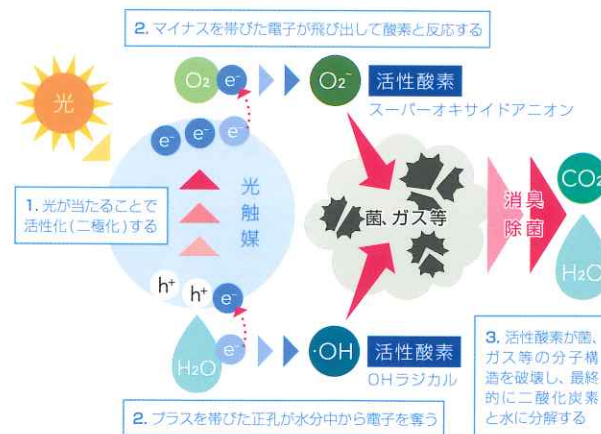 2. マイナスを帯びた電子が飛び出して酸素と反応する
光
O₂ e⁻
O₂⁻
活性酸素
スーパーオキサイドアニオン
e⁻ e⁻ e⁻
1. 光が当たることで
活性化(二極化)する
光触媒
菌、ガス等
消臭
除菌
CO₂
H₂O
h⁺ h⁺ e⁻
H₂O e⁻
·OH
活性酸素
OHラジカル
2. プラスを帯びた正孔が水分中から電子を奪う
3. 活性酸素が菌、
ガス等の分子構
造を破壊し、最終
的に二酸化炭素
と水に分解する